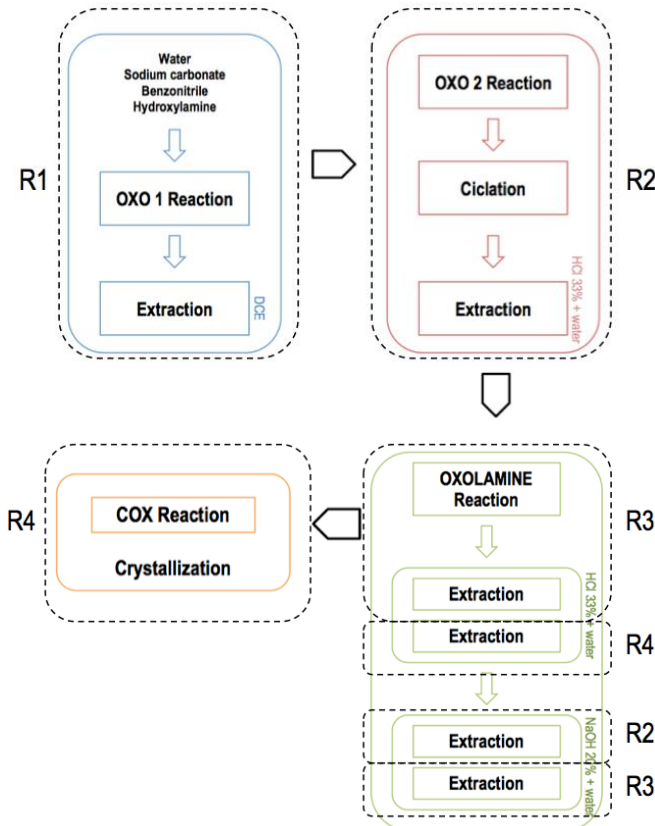 Water
Sodium carbonate
Benzonitrile
Hydroxylamine
R1
OXO 1 Reaction
Extraction
DCE
OXO 2 Reaction
R2
Ciclation
Extraction
HCl 33% + water
R4
COX Reaction
Crystallization
OXOLAMINE
Reaction
R3
Extraction
Extraction
HCl 33% + water
R4
Extraction
R2
Extraction
NaOH 20% + water
R3